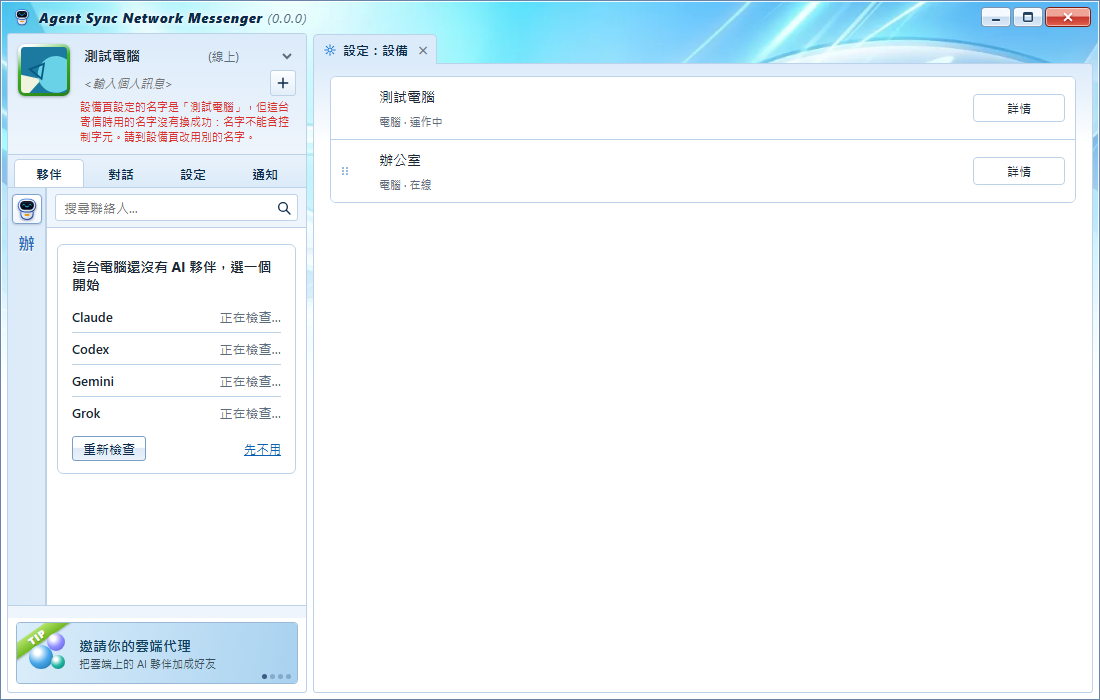 Agent Sync Network Messenger (0.0.0)
測試電腦 (線上)
<輸入個人訊息>
設備頁設定的名字是「測試電腦」，但這台
寄信時用的名字沒有換成功：名字不能含控
制字元。請到設備頁改用別的名字。
夥伴 對話 設定 通知
搜尋聯絡人...
辦
這台電腦還沒有 AI 夥伴，選一個
開始
Claude 正在檢查...
Codex 正在檢查...
Gemini 正在檢查...
Grok 正在檢查...
重新檢查 先不用
TIP
邀請你的雲端代理
把雲端上的 AI 夥伴加成好友
設定：設備
測試電腦
電腦 · 運作中
詳情
辦公室
電腦 · 在線
詳情